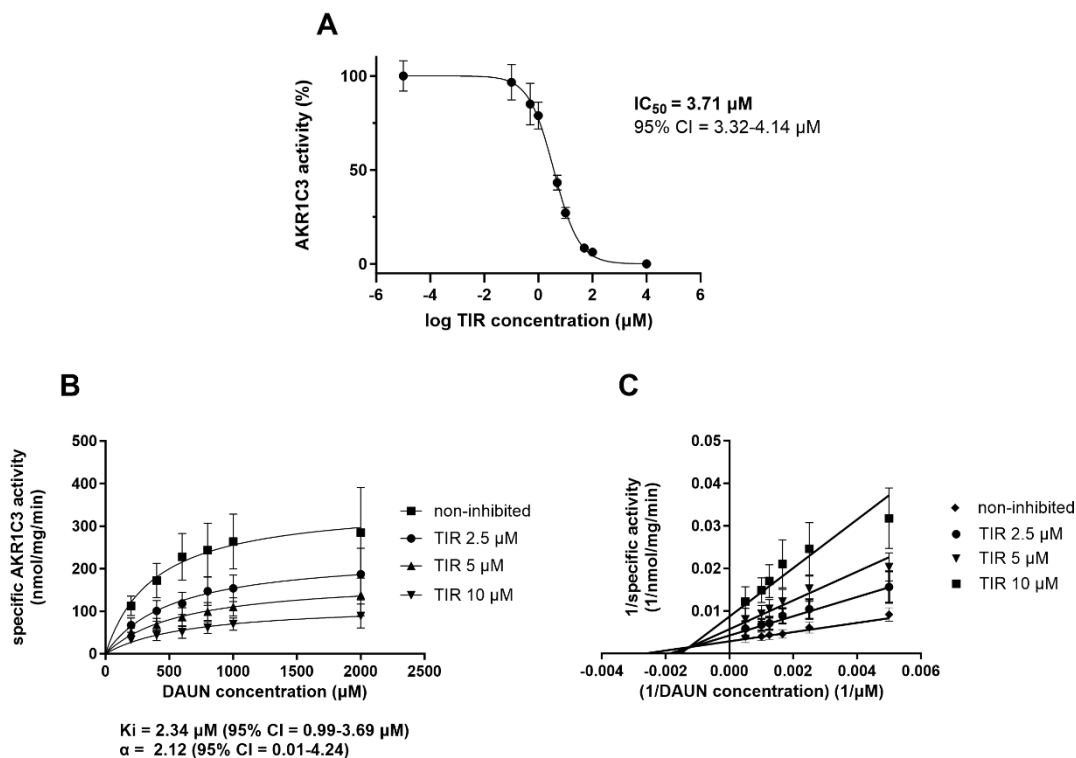 A
AKR1C3 activity (%)
100
50
0
-6 -4 -2 0 2 4 6
log TIR concentration (µM)
IC50 = 3.71 µM
95% CI = 3.32-4.14 µM
B
specific AKR1C3 activity
(nmol/mg/min)
500
400
300
200
100
0
0 500 1000 1500 2000 2500
DAUN concentration (µM)
non-inhibited
TIR 2.5 µM
TIR 5 µM
TIR 10 µM
Ki = 2.34 µM (95% CI = 0.99-3.69 µM)
α = 2.12 (95% CI = 0.01-4.24)
C
1/specific activity
(1/nmol/mg/min)
0.05
0.04
0.03
0.02
0.01
-0.004 -0.002 0.000 0.002 0.004 0.006
(1/DAUN concentration) (1/µM)
non-inhibited
TIR 2.5 µM
TIR 5 µM
TIR 10 µM